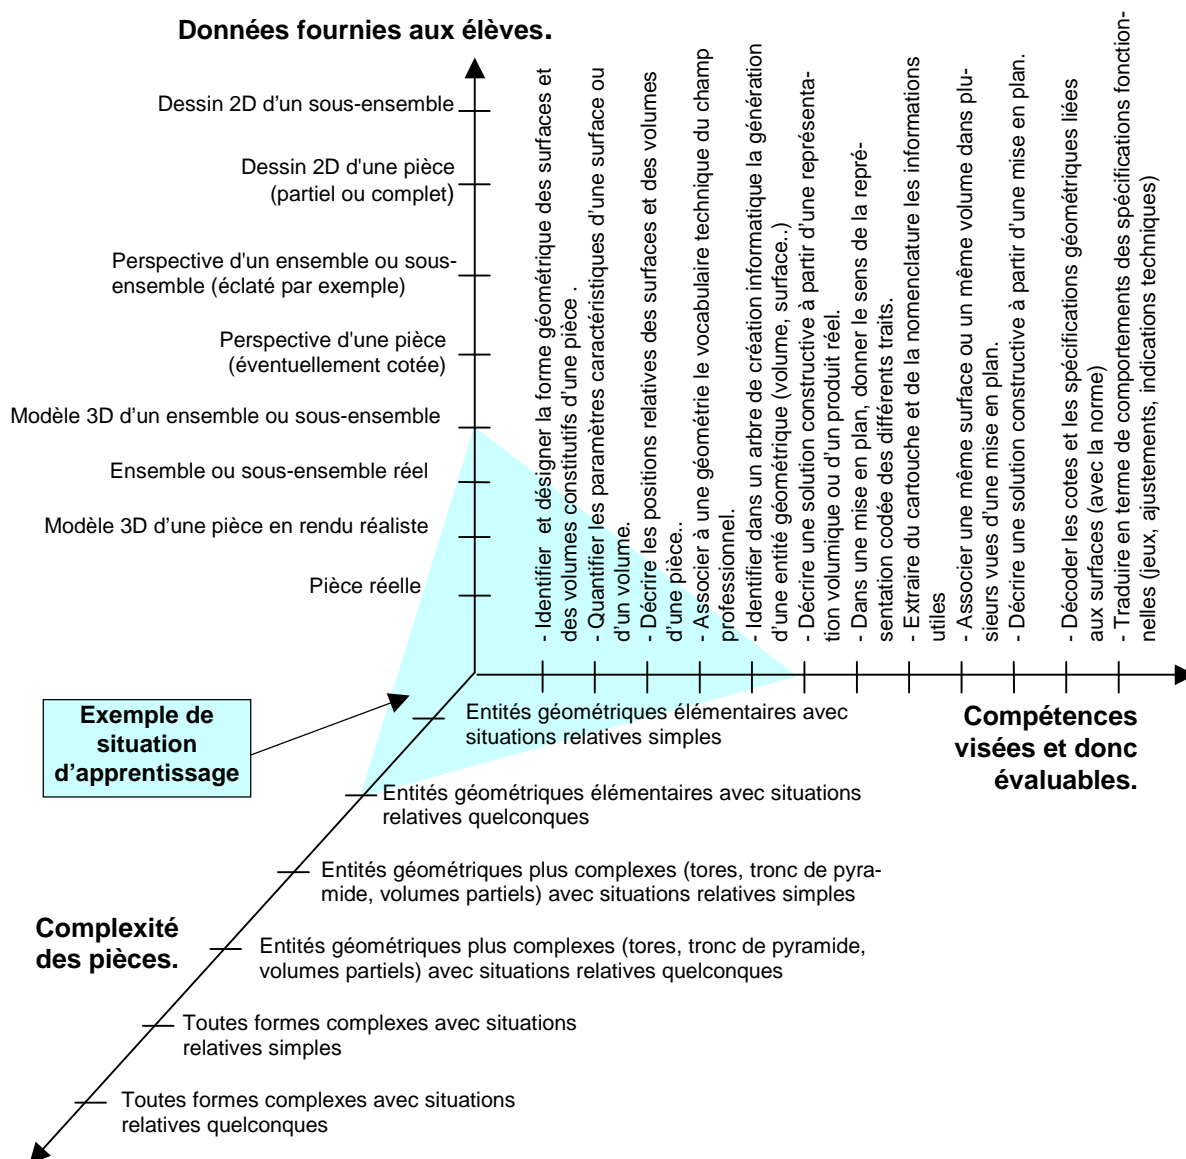 Données fournies aux élèves.
Dessin 2D d'un sous-ensemble
Dessin 2D d'une pièce
(partiel ou complet)
Perspective d'un ensemble ou sous-
ensemble (éclaté par exemple)
Perspective d'une pièce
(éventuellement cotée)
Modèle 3D d'un ensemble ou sous-ensemble
Ensemble ou sous-ensemble réel
Modèle 3D d'une pièce en rendu réaliste
Pièce réelle
- Identifier et désigner la forme géométrique des surfaces et
des volumes constitutifs d'une pièce .
- Quantifier les paramètres caractéristiques d'une surface ou
d'un volume.
- Décrire les positions relatives des surfaces et des volumes
d'une pièce..
- Associer à une géométrie le vocabulaire technique du champ
professionnel.
- Identifier dans un arbre de création informatique la génération
d'une entité géométrique (volume, surface..)
- Décrire une solution constructive à partir d'une représenta-
tion volumique ou d'un produit réel.
- Dans une mise en plan, donner le sens de la repré-
sentation codée des différents traits.
- Extraire du cartouche et de la nomenclature les informations
utiles
- Associer une même surface ou un même volume dans plu-
sieurs vues d'une mise en plan.
- Décrire une solution constructive à partir d'une mise en plan.
- Décoder les cotes et les spécifications géométriques liées
aux surfaces (avec la norme)
- Traduire en terme de comportements des spécifications fonction-
nelles (jeux, ajustements, indications techniques)
Exemple de
situation
d'apprentissage
Compétences
visées et donc
évaluables.
Entités géométriques élémentaires avec
situations relatives simples
Entités géométriques élémentaires avec situations
relatives quelconques
Entités géométriques plus complexes (tores, tronc de pyra-
mide, volumes partiels) avec situations relatives simples
Complexité
des pièces.
Entités géométriques plus complexes (tores, tronc de pyramide,
volumes partiels) avec situations relatives quelconques
Toutes formes complexes avec situations
relatives simples
Toutes formes complexes avec situations
relatives quelconques